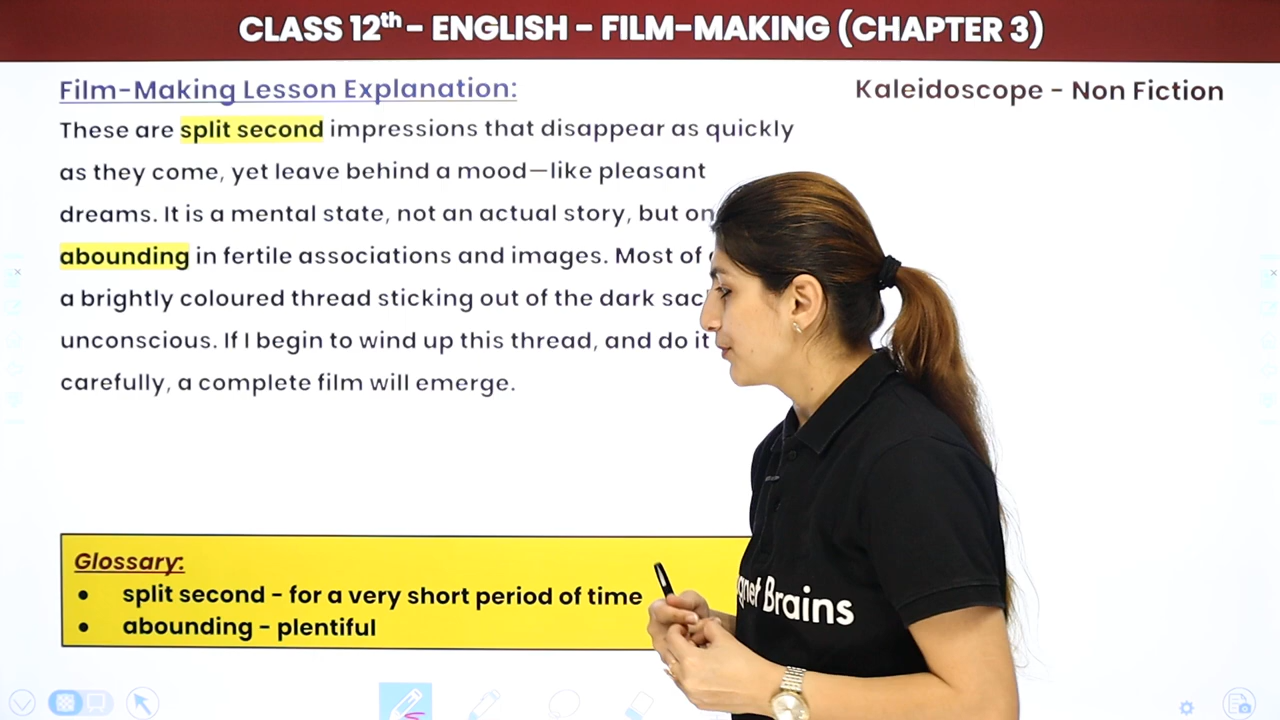 CLASS 12th - ENGLISH - FILM-MAKING (CHAPTER 3)
Film-Making Lesson Explanation:
Kaleidoscope - Non Fiction
These are split second impressions that disappear as quickly
as they come, yet leave behind a mood—like pleasant
dreams. It is a mental state, not an actual story, but
abounding in fertile associations and images. Most of
a brightly coloured thread sticking out of the dark
unconscious. If I begin to wind up this thread, and do it
carefully, a complete film will emerge.
Glossary:
● split second - for a very short period of time
● abounding - plentiful
Brains